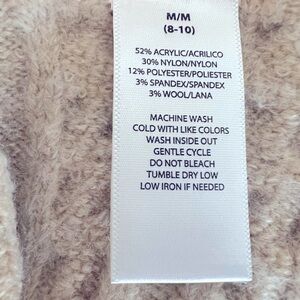 M/M
(8-10)
52% ACRYLIC/ACRILICO
30% NYLON/NYLON
12% POLYESTER/POLIESTER
3% SPANDEX/SPANDEX
3% WOOL/LANA
MACHINE WASH
COLD WITH LIKE COLORS
WASH INSIDE OUT
GENTLE CYCLE
DO NOT BLEACH
TUMBLE DRY LOW
LOW IRON IF NEEDED